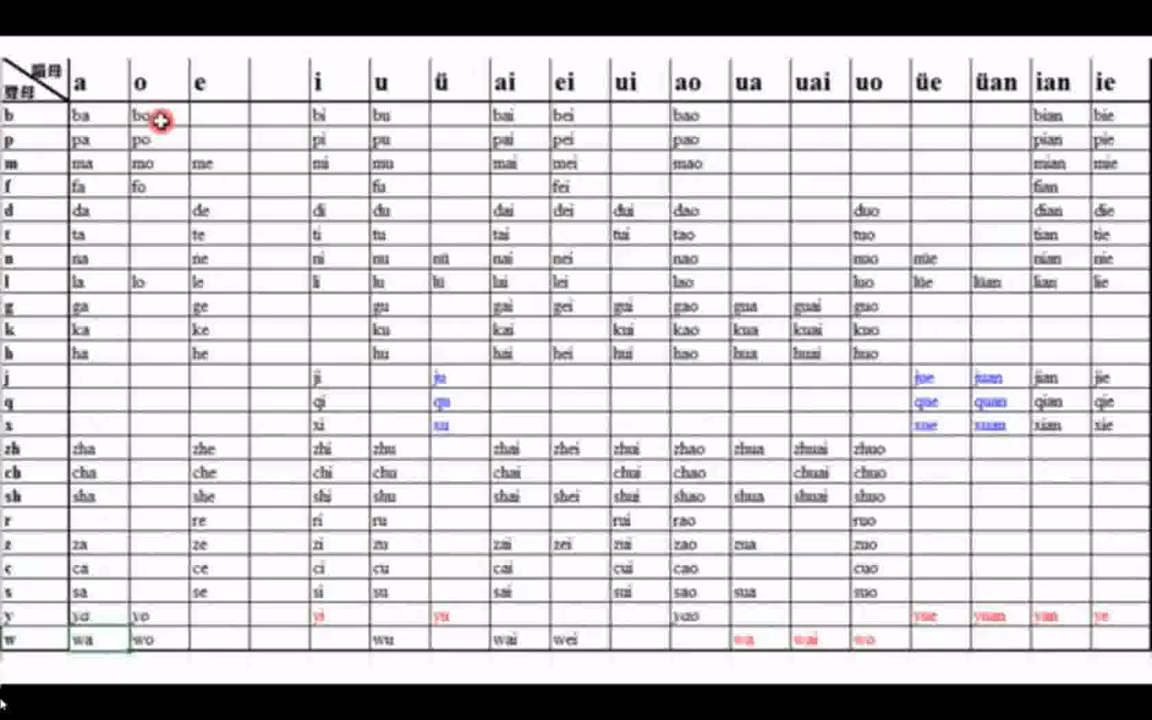 韻母 a o e i u ü ai ei ui ao ua uai uo üe üan ian ie
聲母
b ba bo bi bu bai bei bao bian bie
p pa po pi pu pai pei pao pian pie
m ma mo me mi mu mai mei mao mian mie
f fa fo fu fei fian
d da de di du dai dei dui dao duo dian die
t ta te ti tu tai tui tao tuo tian tie
n na ne ni nu nü nai nei nao nuo nüe nian nie
l la lo le li lu lü lai lei lao luo lüe lüan lian lie
g ga ge gu gai gei gui gao gua guai guo
k ka ke ku kai kui kao kua kuai kuo
h ha he hu hai hei hui hao hua huai huo
j ji ju jue juan jian jie
q qi qu que quan qian qie
x xi xu xue xuan xian xie
zh zha zhe zhi zhu zhai zhei zhui zhao zhua zhuai zhuo
ch cha che chi chu chai chui chao chuai chuo
sh sha she shi shu shai shei shui shao shua shuai shuo
r re ri ru rui rao ruo
z za ze zi zu zai zei zui zao zua zuo
c ca ce ci cu cai cui cao cuo
s sa se si su sai sui sao sua suo
y ya yo yi yu yao yue yuan yan ye
w wa wo wu wai wei wa wai wo